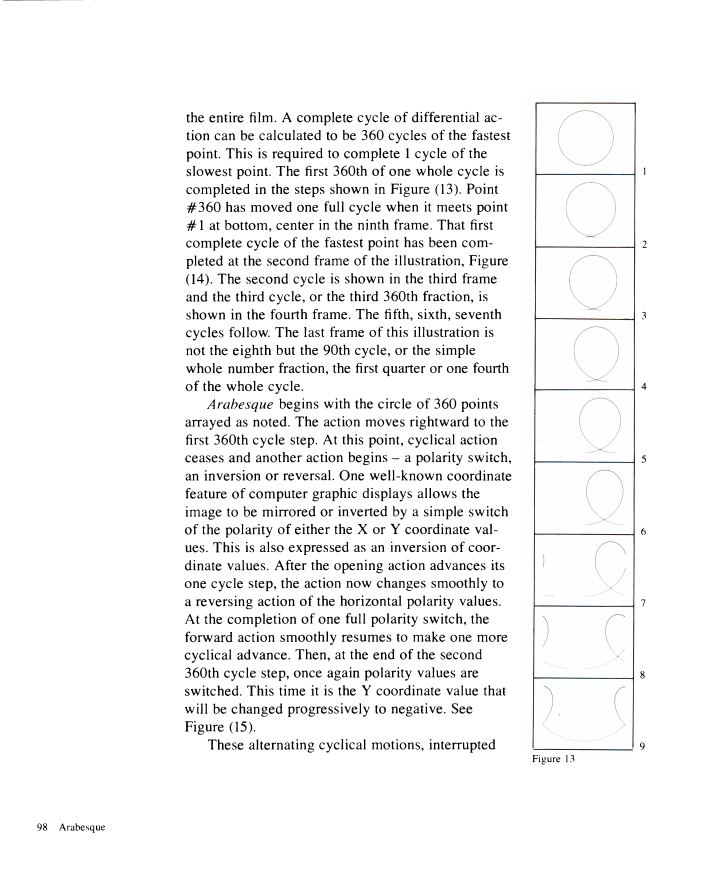 the entire film. A complete cycle of differential ac-
tion can be calculated to be 360 cycles of the fastest
point. This is required to complete 1 cycle of the
slowest point. The first 360th of one whole cycle is
completed in the steps shown in Figure (13). Point
#360 has moved one full cycle when it meets point
#1 at bottom, center in the ninth frame. That first
complete cycle of the fastest point has been com-
pleted at the second frame of the illustration, Figure
(14). The second cycle is shown in the third frame
and the third cycle, or the third 360th fraction, is
shown in the fourth frame. The fifth, sixth, seventh
cycles follow. The last frame of this illustration is
not the eighth but the 90th cycle, or the simple
whole number fraction, the first quarter or one fourth
of the whole cycle.
Arabesque begins with the circle of 360 points
arrayed as noted. The action moves rightward to the
first 360th cycle step. At this point, cyclical action
ceases and another action begins – a polarity switch,
an inversion or reversal. One well-known coordinate
feature of computer graphic displays allows the
image to be mirrored or inverted by a simple switch
of the polarity of either the X or Y coordinate val-
ues. This is also expressed as an inversion of coor-
dinate values. After the opening action advances its
one cycle step, the action now changes smoothly to
a reversing action of the horizontal polarity values.
At the completion of one full polarity switch, the
forward action smoothly resumes to make one more
cyclical advance. Then, at the end of the second
360th cycle step, once again polarity values are
switched. This time it is the Y coordinate value that
will be changed progressively to negative. See
Figure (15).
These alternating cyclical motions, interrupted
1
2
3
4
5
6
7
8
9
Figure 13
98 Arabesque